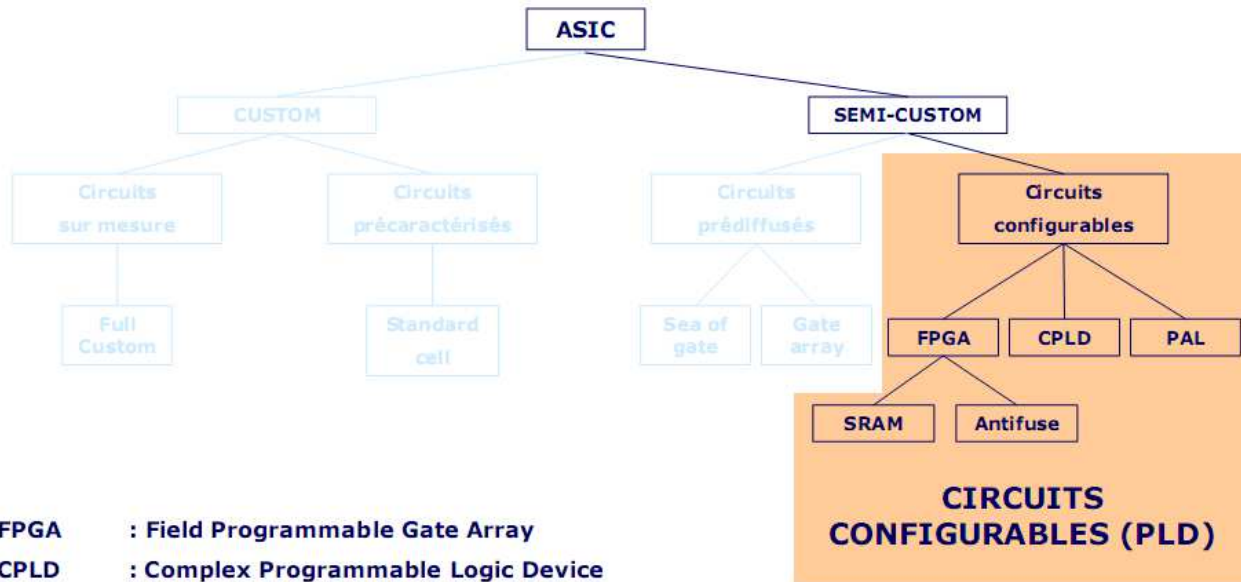 ASIC
CUSTOM
SEMI-CUSTOM
Circuits
sur mesure
Circuits
précaractérisés
Circuits
prédiffusés
Circuits
configurables
Full
Custom
Standard
cell
Sea of
gate
Gate
array
FPGA
CPLD
PAL
SRAM
Antifuse
CIRCUITS
CONFIGURABLES (PLD)
FPGA : Field Programmable Gate Array
CPLD : Complex Programmable Logic Device